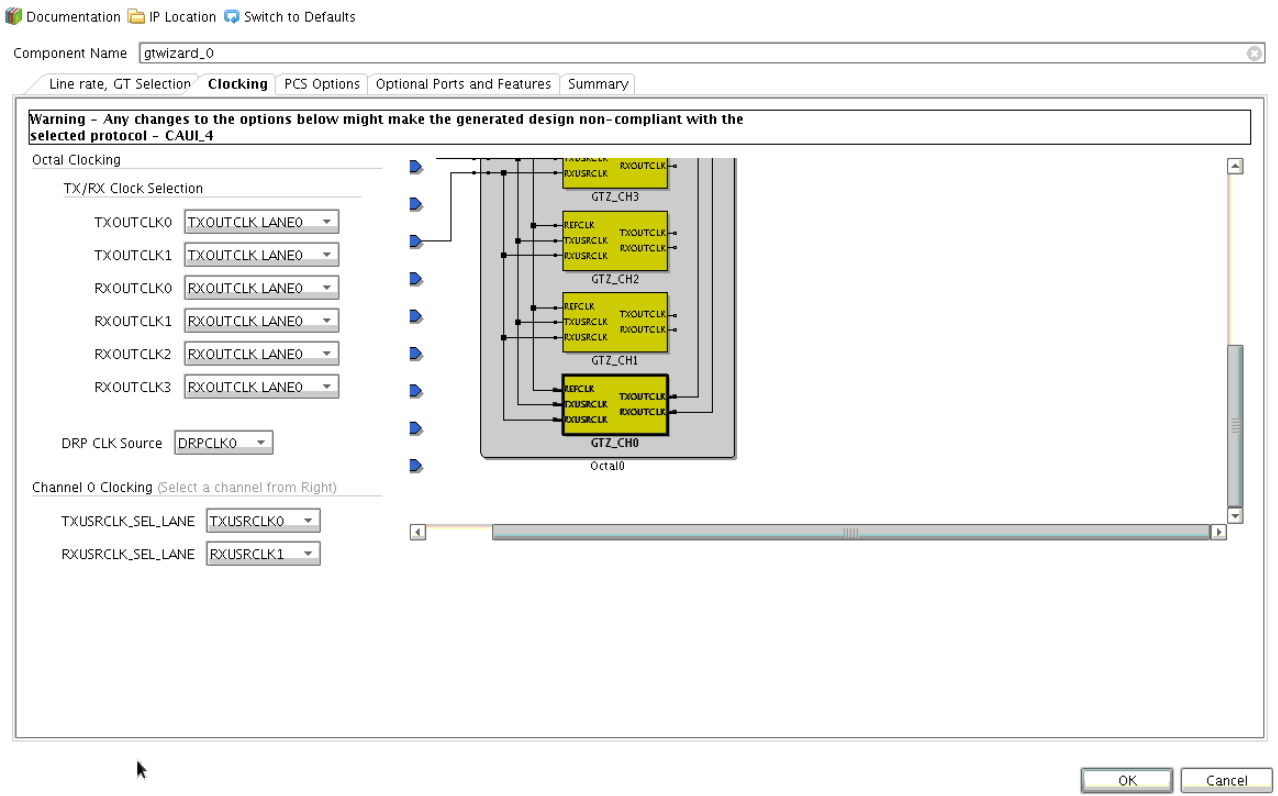 Documentation IP Location Switch to Defaults
Component Name gtwizard_0
Line rate, GT Selection Clocking PCS Options Optional Ports and Features Summary
Warning - Any changes to the options below might make the generated design non-compliant with the
selected protocol - CAUI_4
Octal Clocking
TX/RX Clock Selection
TXOUTCLK0 TXOUTCLK LANE0
TXOUTCLK1 TXOUTCLK LANE0
RXOUTCLK0 RXOUTCLK LANE0
RXOUTCLK1 RXOUTCLK LANE0
RXOUTCLK2 RXOUTCLK LANE0
RXOUTCLK3 RXOUTCLK LANE0
DRP CLK Source DRPCLK0
Channel 0 Clocking (Select a channel from Right)
TXUSRCLK_SEL_LANE TXUSRCLK0
RXUSRCLK_SEL_LANE RXUSRCLK1
TXUSRCLK RXOUTCLK
RXUSRCLK
GTZ_CH3
REFCLK
TXUSRCLK TXOUTCLK
RXUSRCLK RXOUTCLK
GTZ_CH2
REFCLK
TXUSRCLK TXOUTCLK
RXUSRCLK RXOUTCLK
GTZ_CH1
REFCLK
TXUSRCLK TXOUTCLK
RXUSRCLK RXOUTCLK
GTZ_CH0
Octal0
OK Cancel